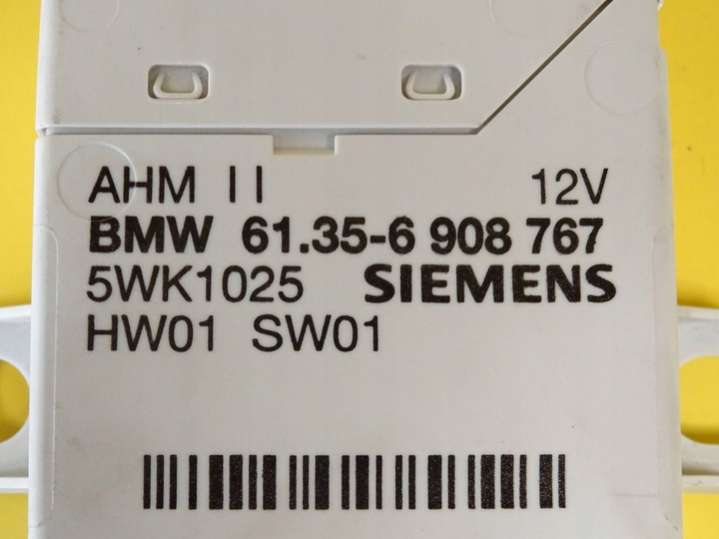 AHM II 12V
BMW 61.35-6 908 767
5WK1025 SIEMENS
HW01 SW01